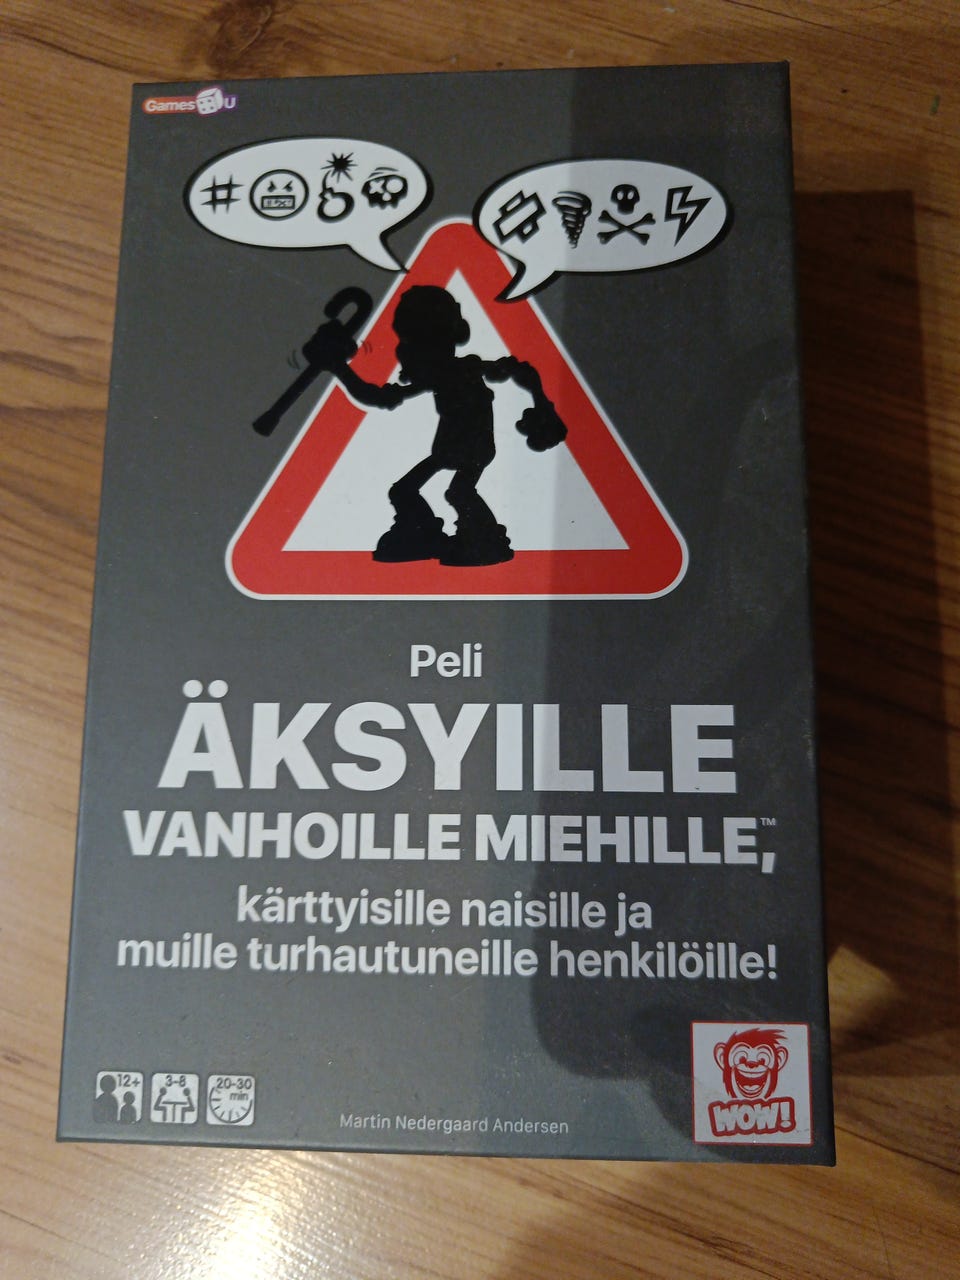 Games U
Peli
ÄKSYILLE
VANHOILLE MIEHILLE,™
kärttyisille naisille ja
muille turhautuneille henkilöille!
12+
3-8
20-30
min
Martin Nedergaard Andersen
WOW!